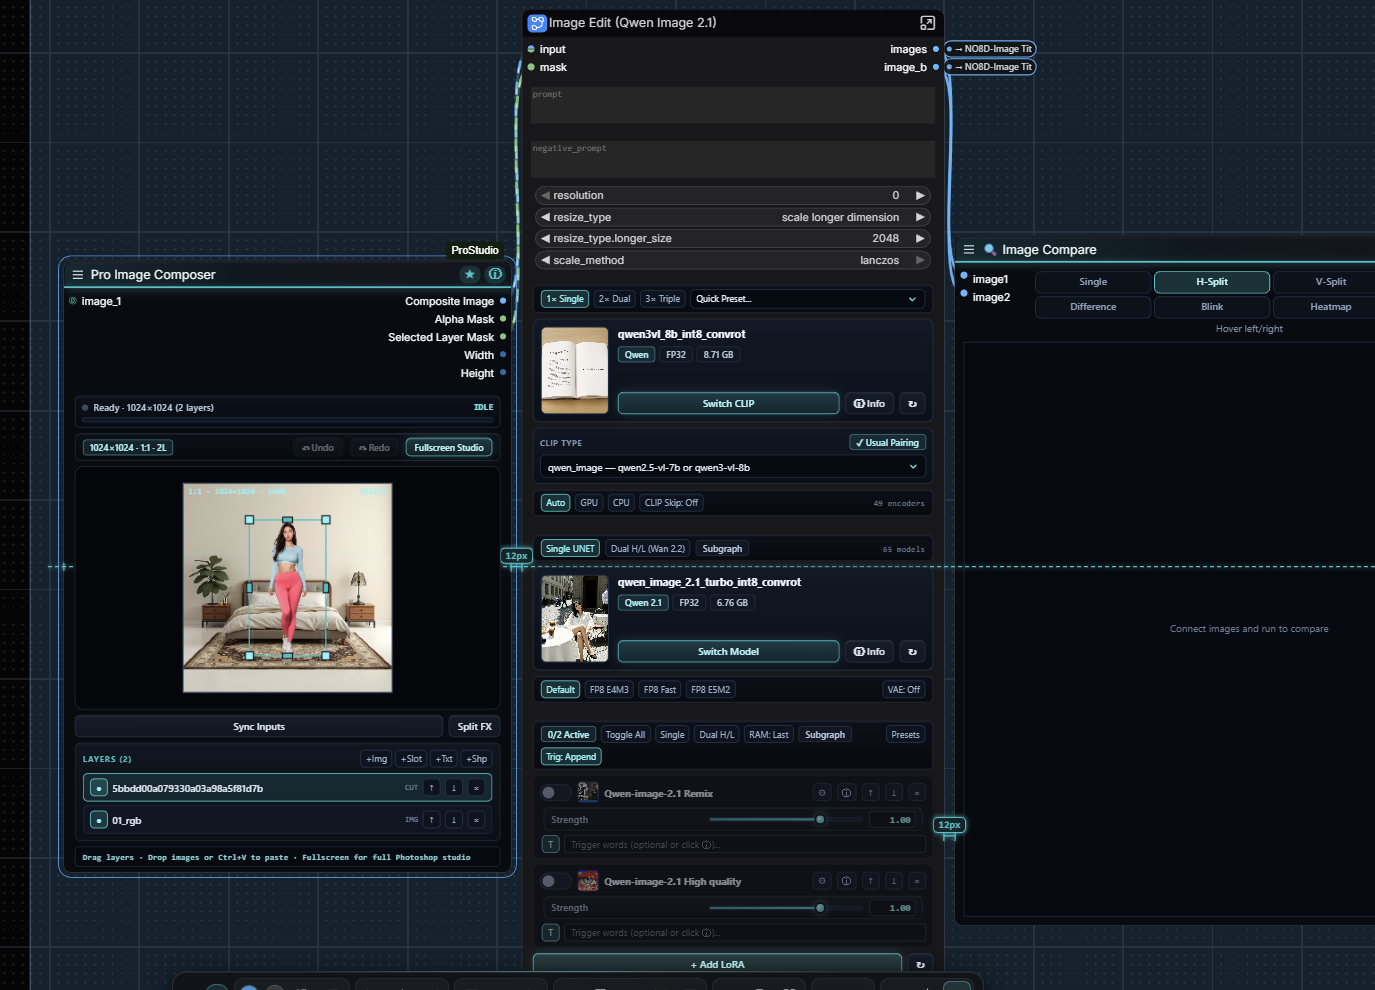 Image Edit (Qwen Image 2.1)
input
images
→ NO8D-Image Tit
mask
image_b
→ NO8D-Image Tit
prompt
negative_prompt
resolution 0
resize_type scale longer dimension
resize_type.longer_size 2048
scale_method lanczos
1× Single 2× Dual 3× Triple Quick Preset...
qwen3vl_8b_int8_convrot
Qwen FP32 8.71 GB
Switch CLIP Info
CLIP TYPE ✓ Usual Pairing
qwen_image — qwen2.5-vl-7b or qwen3-vl-8b
Auto GPU CPU CLIP Skip: Off 49 encoders
Single UNET Dual H/L (Wan 2.2) Subgraph 65 models
qwen_image_2.1_turbo_int8_convrot
Qwen 2.1 FP32 6.76 GB
Switch Model Info
Default FP8 E4M3 FP8 Fast FP8 E5M2 VAE: Off
0/2 Active Toggle All Single Dual H/L RAM: Last Subgraph Presets
Trig: Append
Qwen-image-2.1 Remix
Strength 1.00
T Trigger words (optional or click ⓘ)...
Qwen-image-2.1 High quality
Strength 1.00
T Trigger words (optional or click ⓘ)...
+ Add LoRA
ProStudio
Pro Image Composer
image_1 Composite Image
Alpha Mask
Selected Layer Mask
Width
Height
Ready · 1024×1024 (2 layers) IDLE
1024×1024 · 1:1 · 2L Undo Redo Fullscreen Studio
Sync Inputs Split FX
LAYERS (2) +Img +Slot +Txt +Shp
5bbdd00a079330a03a98a5f81d7b CUT ↑ ↓ ×
01_rgb IMG ↑ ↓ ×
Drag layers · Drop images or Ctrl+V to paste · Fullscreen for full Photoshop studio
12px
12px
Image Compare
image1 Single H-Split V-Split
image2 Difference Blink Heatmap
Hover left/right
Connect images and run to compare